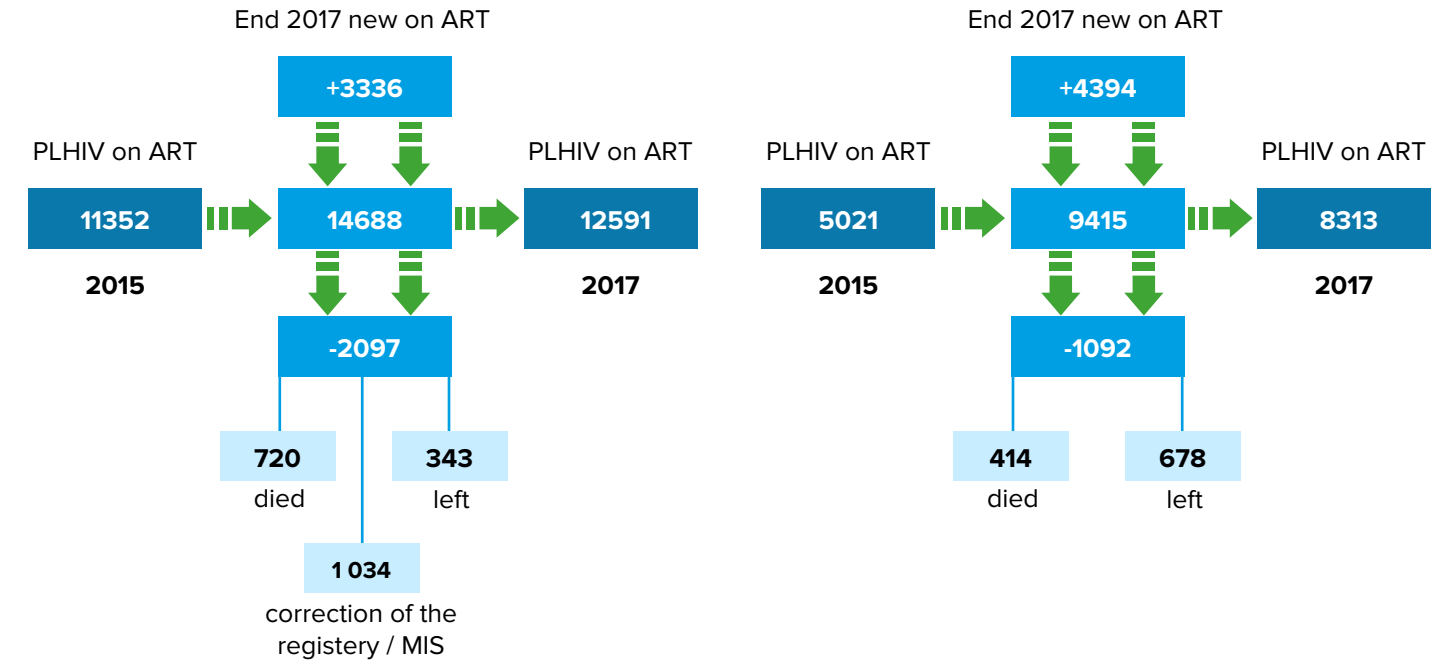 End 2017 new on ART
+3336
PLHIV on ART
11352
2015
14688
PLHIV on ART
12591
2017
-2097
720
died
343
left
1 034
correction of the
registery / MIS
End 2017 new on ART
+4394
PLHIV on ART
5021
2015
9415
PLHIV on ART
8313
2017
-1092
414
died
678
left